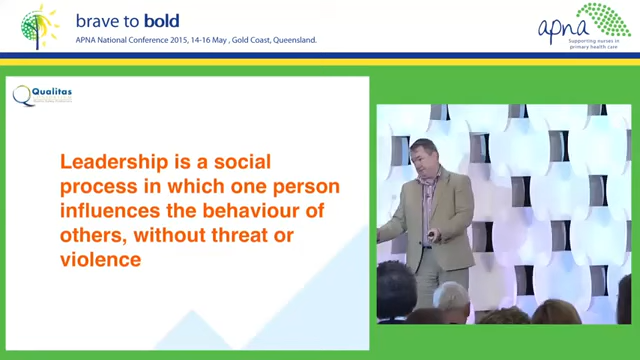 brave to bold
APNA National Conference 2015, 14-16 May, Gold Coast, Queensland.
apna
Supporting nurses in
primary health care
Qualitas
Leadership is a social
process in which one person
influences the behaviour of
others, without threat or
violence